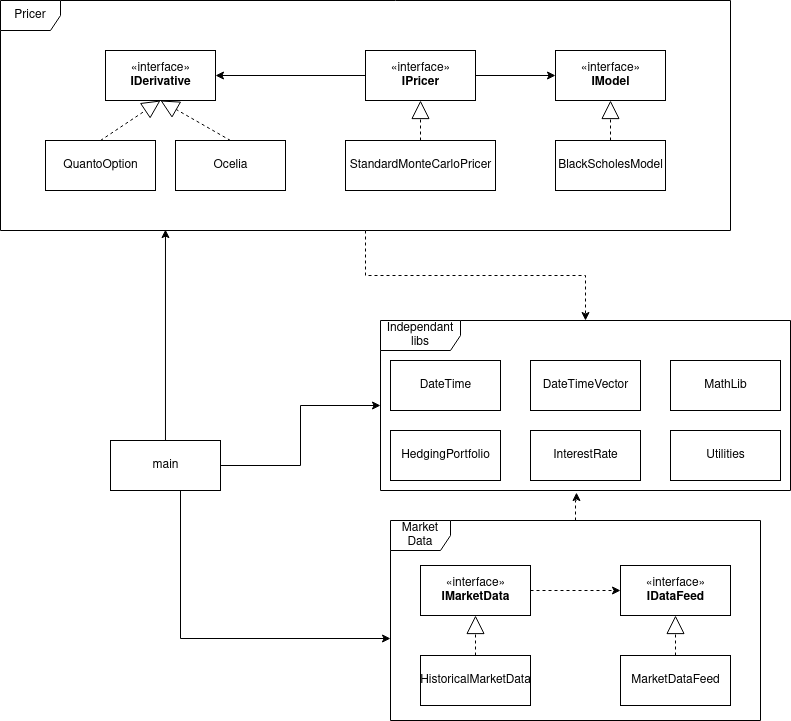 Pricer
«interface»
IDerivative
«interface»
IPricer
«interface»
IModel
QuantoOption
Ocelia
StandardMonteCarloPricer
BlackScholesModel
Independant
libs
DateTime
DateTimeVector
MathLib
HedgingPortfolio
InterestRate
Utilities
main
Market
Data
«interface»
IMarketData
«interface»
IDataFeed
HistoricalMarketData
MarketDataFeed